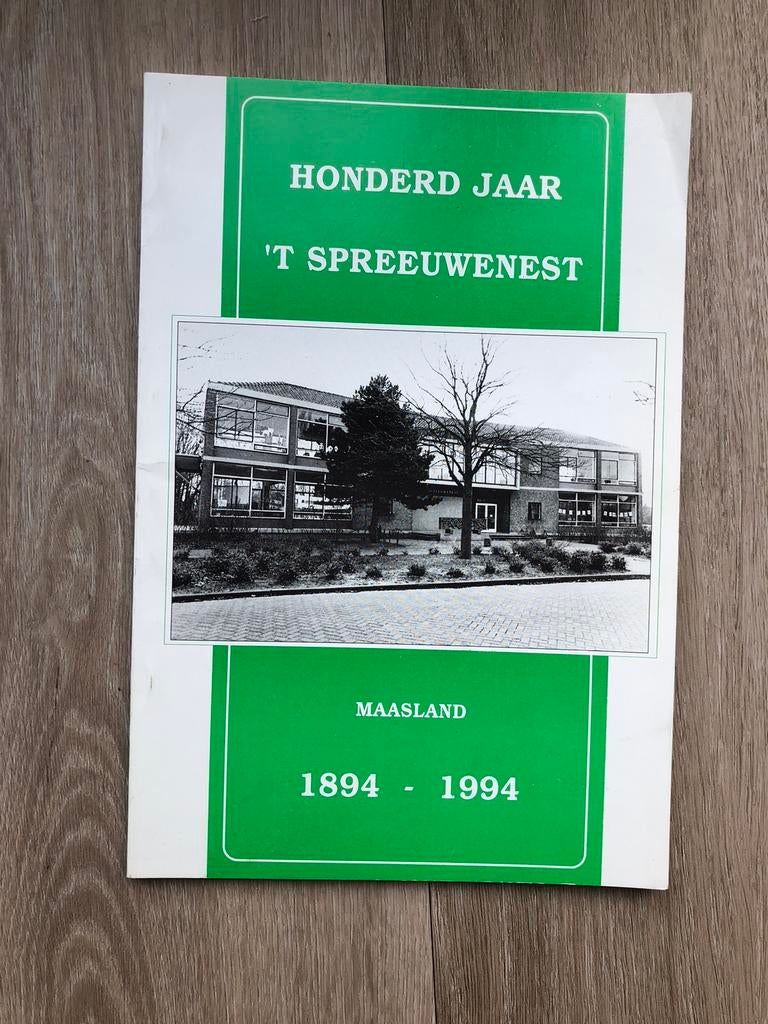 HONDERD JAAR
'T SPREEUWENEST
MAASLAND
1894 - 1994